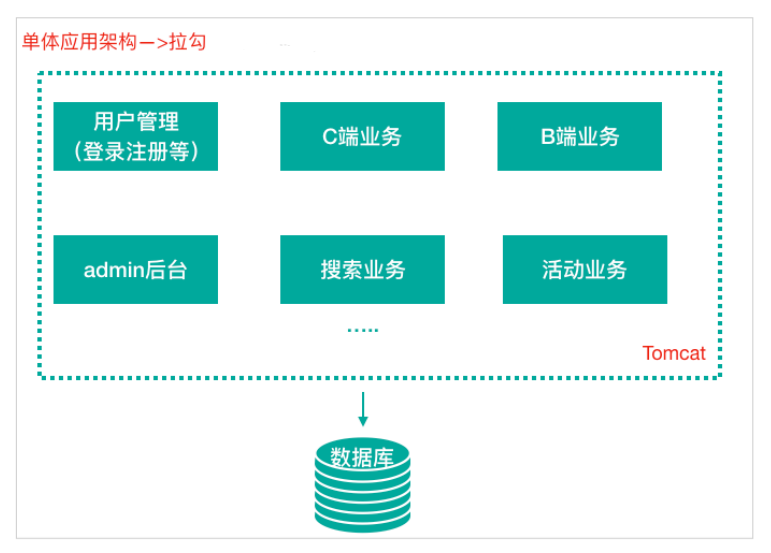 单体应用架构—>拉勾
用户管理
（登录注册等）
C端业务
B端业务
admin后台
搜索业务
活动业务
.....
Tomcat
数据库